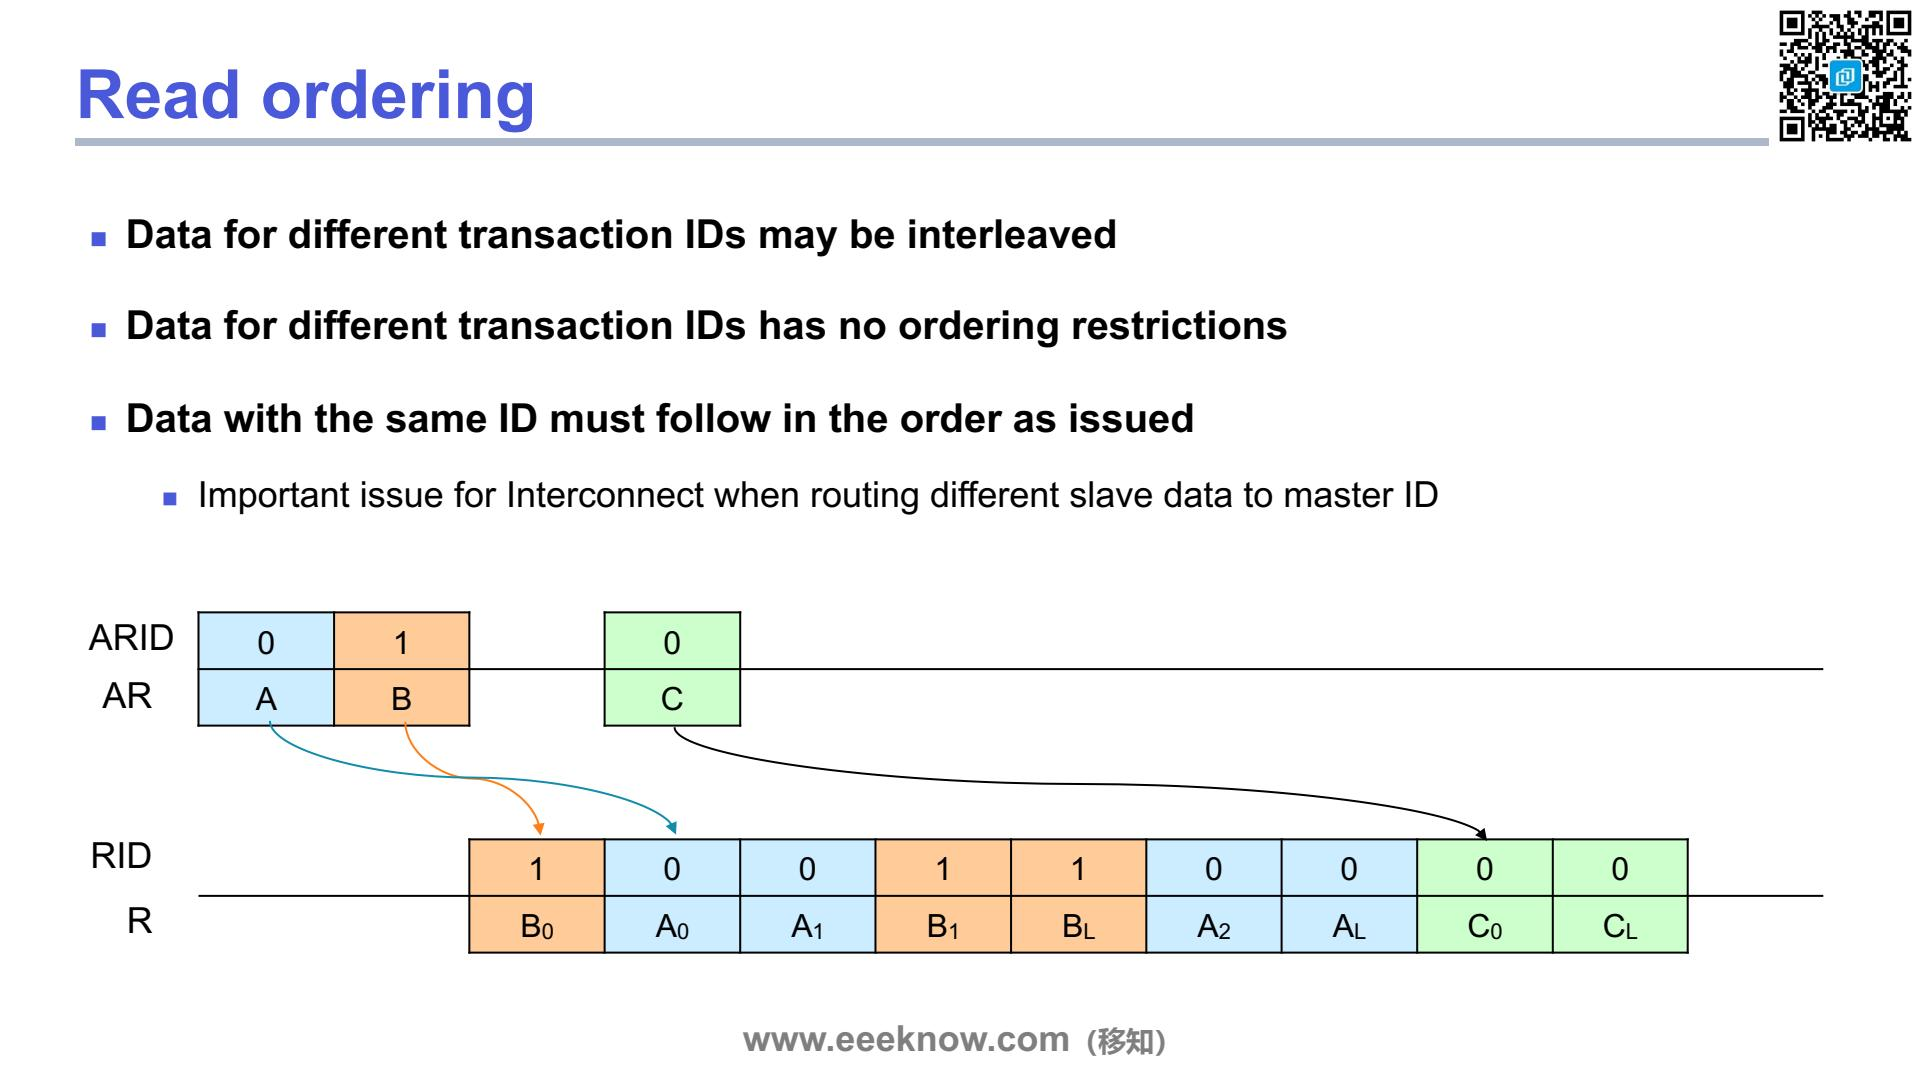 Read ordering
Data for different transaction IDs may be interleaved
Data for different transaction IDs has no ordering restrictions
Data with the same ID must follow in the order as issued
Important issue for Interconnect when routing different slave data to master ID
ARID 0 1 0
AR A B C
RID 1 0 0 1 1 0 0 0 0
R B0 A0 A1 B1 BL A2 AL C0 CL
www.eeeknow.com (移知)